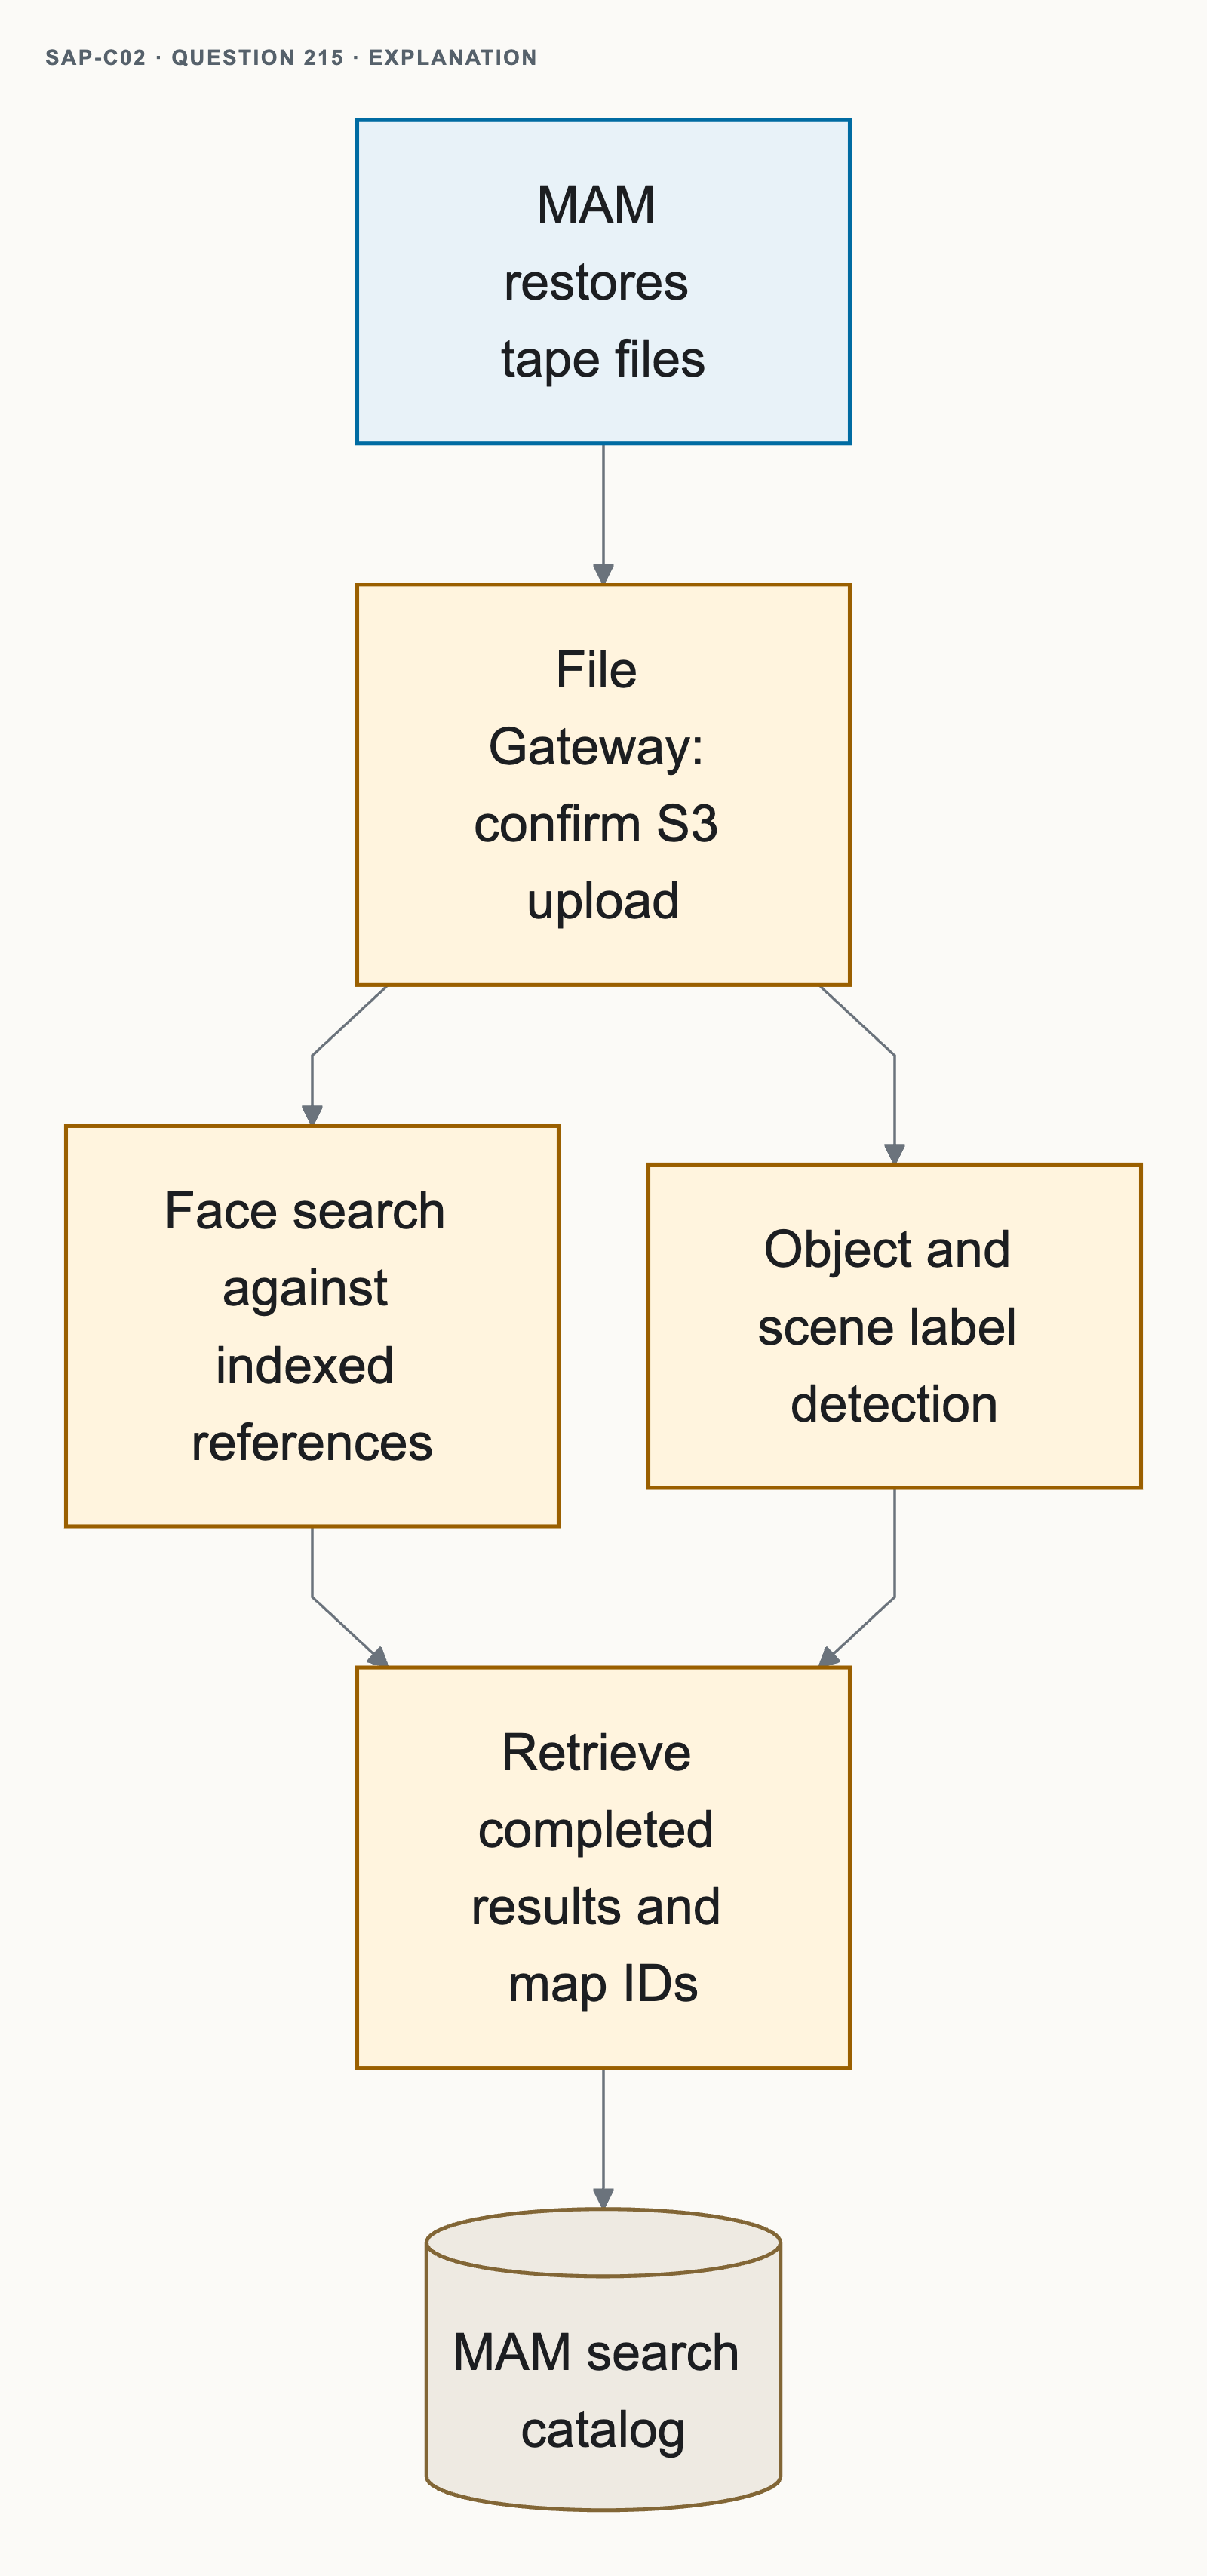 SAP-C02 · QUESTION 215 · EXPLANATION
MAM
restores
tape files
File
Gateway:
confirm S3
upload
Face search
against
indexed
references
Object and
scene label
detection
Retrieve
completed
results and
map IDs
MAM search
catalog